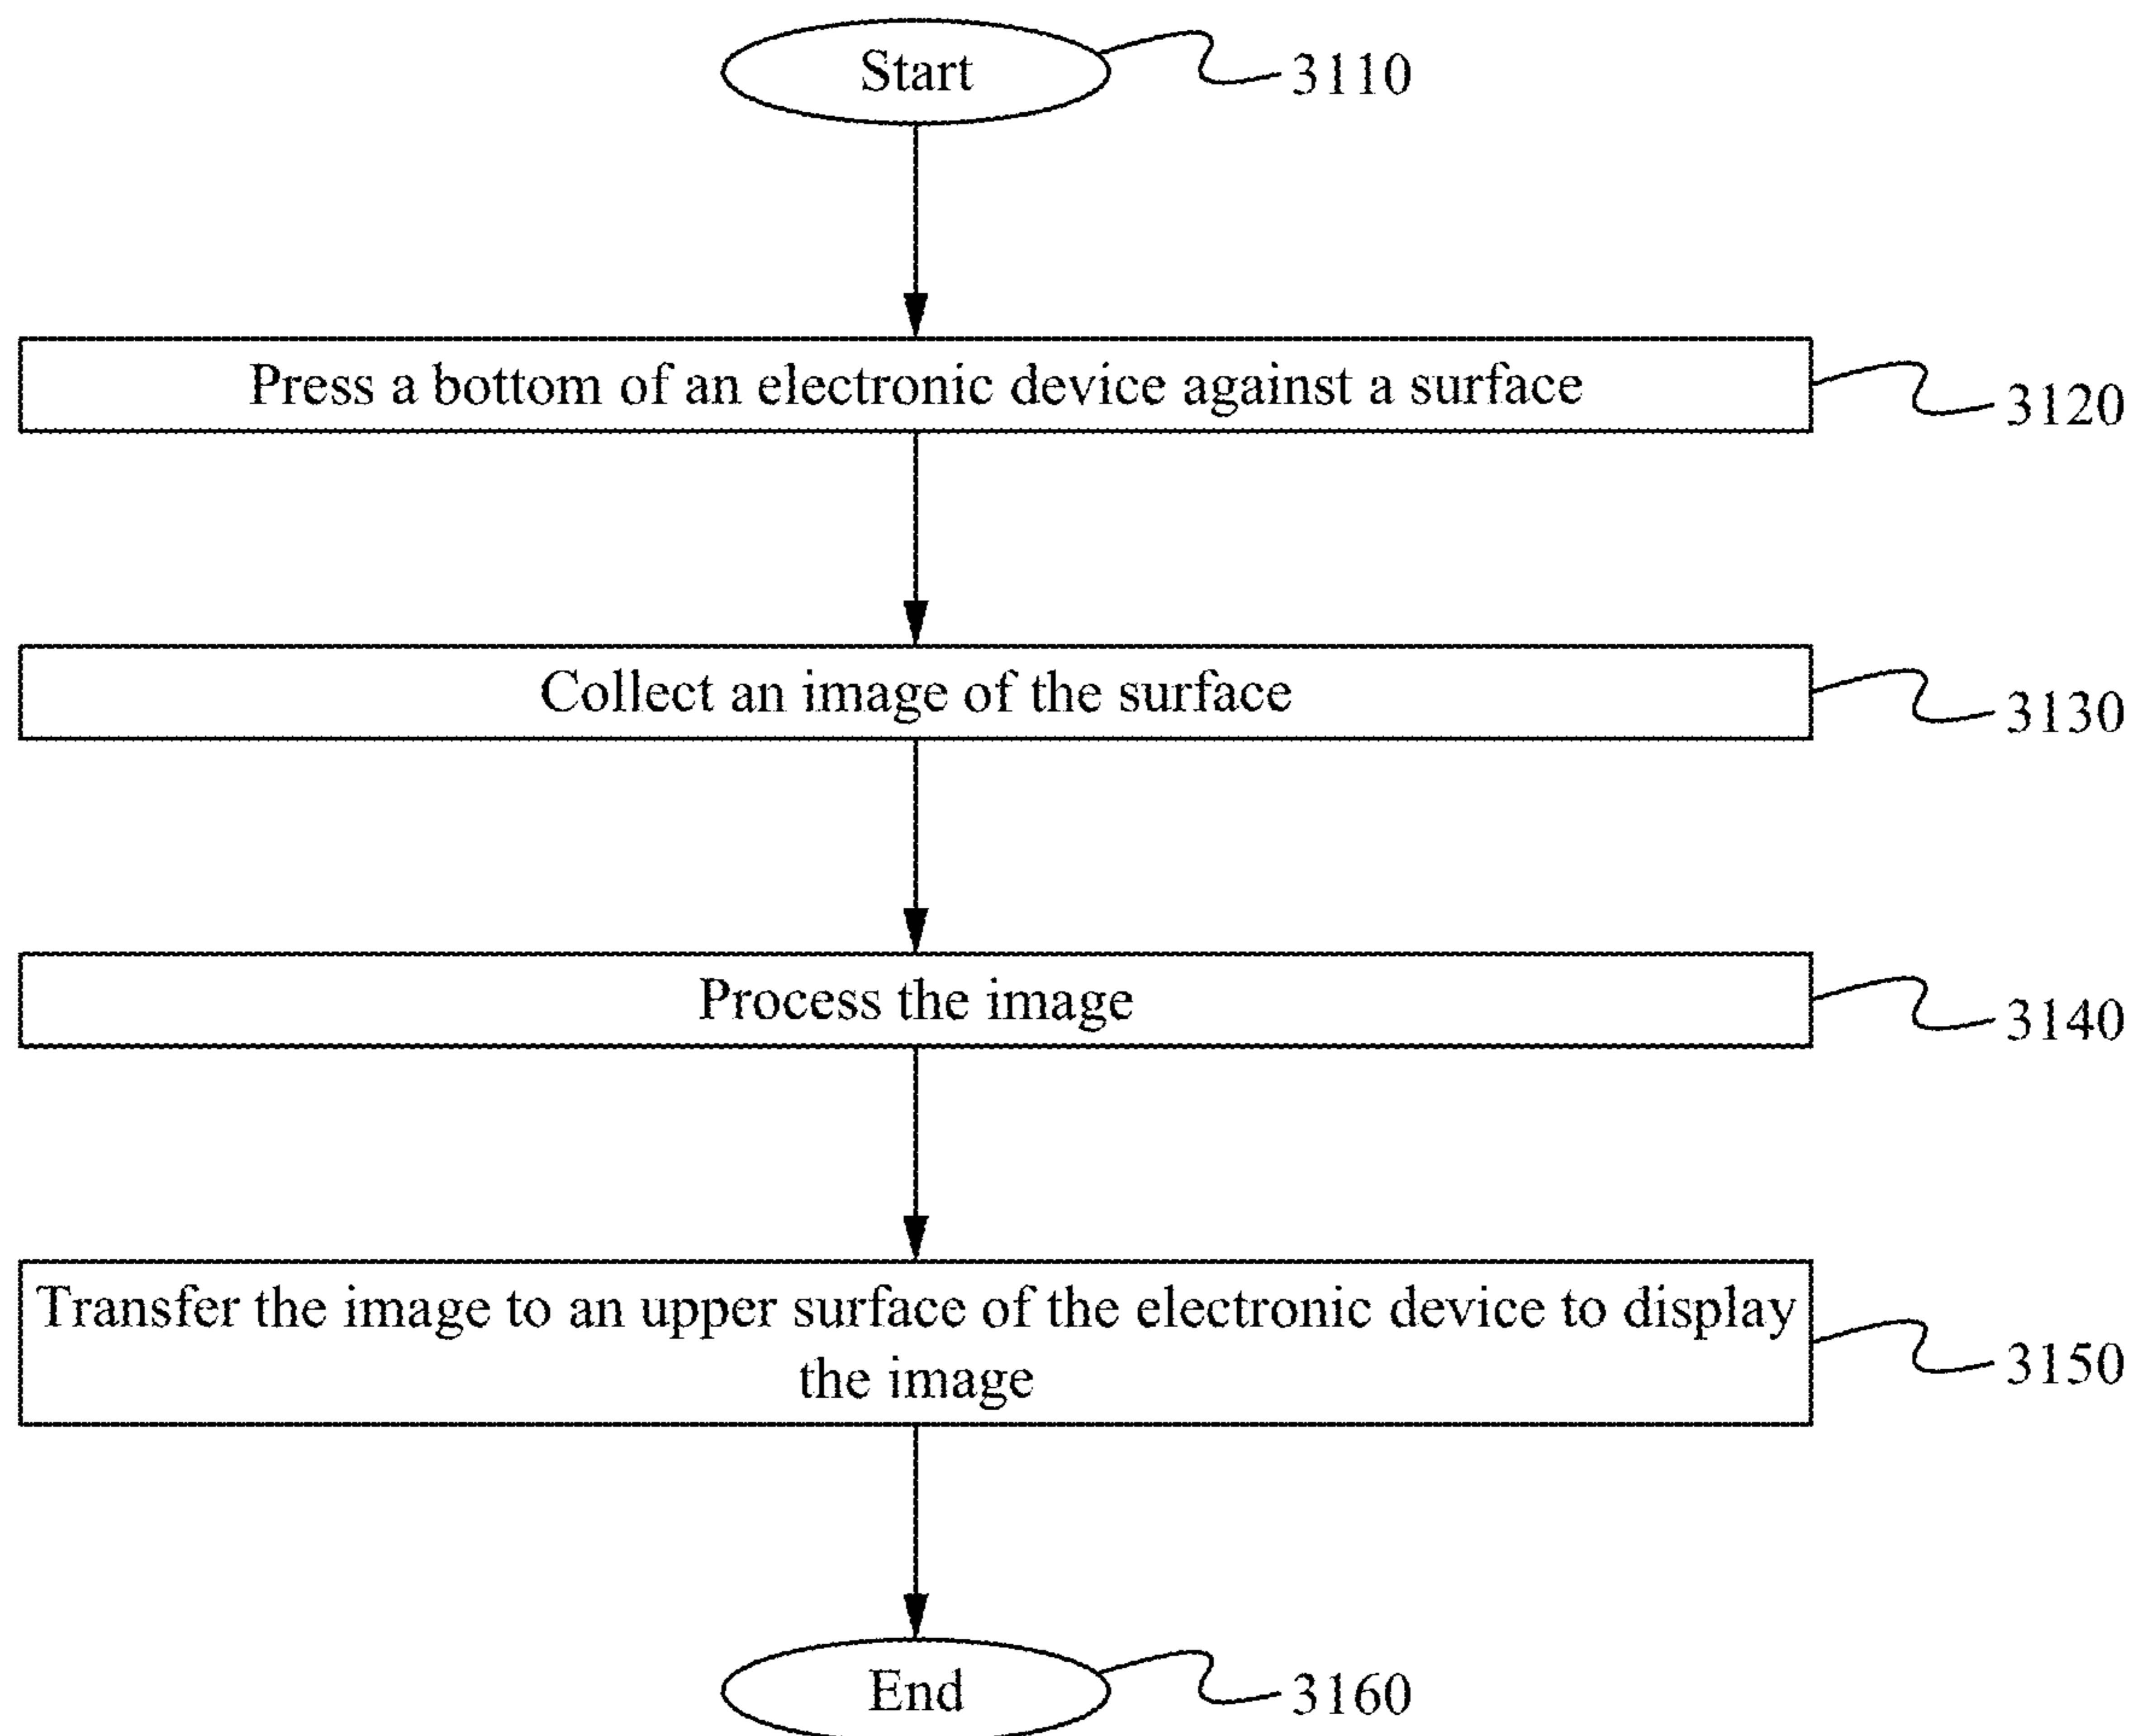 Start
3110
Press a bottom of an electronic device against a surface
3120
Collect an image of the surface
3130
Process the image
3140
Transfer the image to an upper surface of the electronic device to display
the image
3150
End
3160